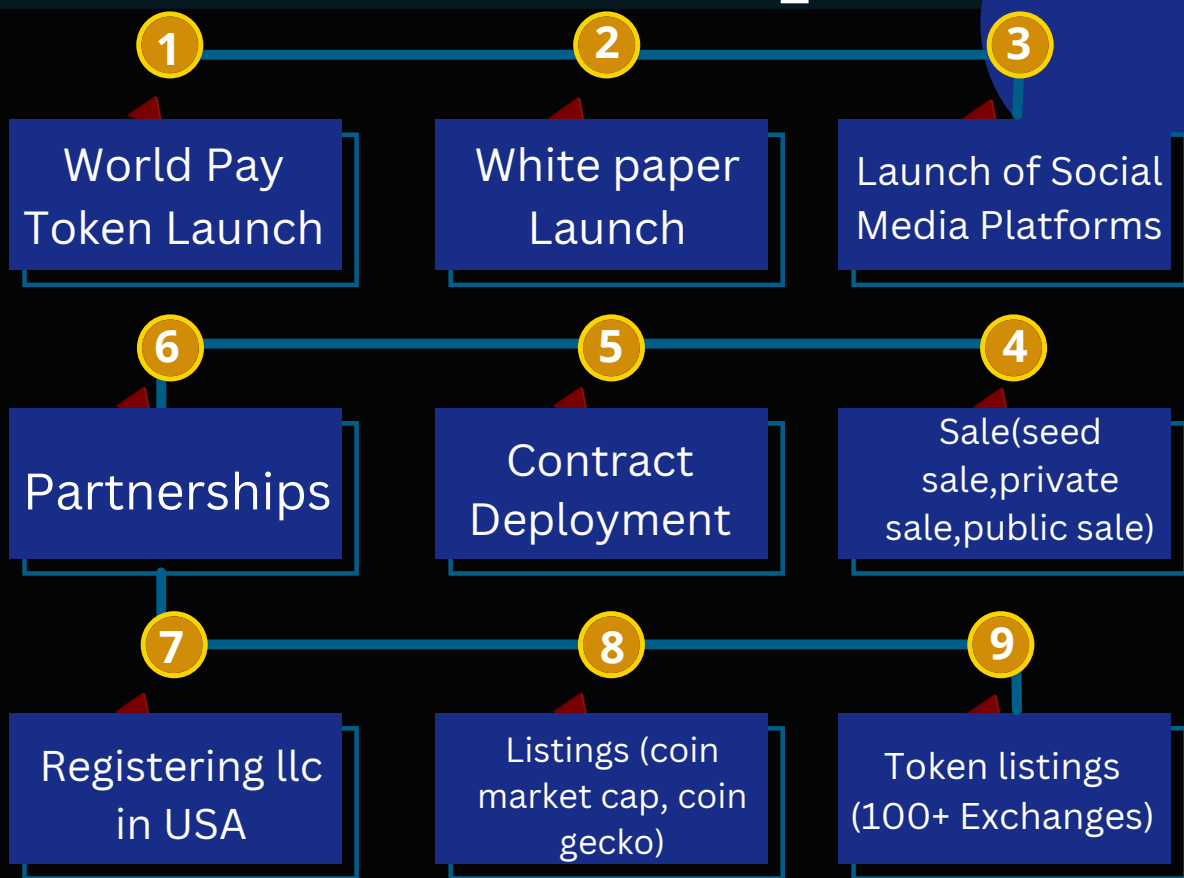 1
2
3
World Pay
Token Launch
White paper
Launch
Launch of Social
Media Platforms
6
5
4
Partnerships
Contract
Deployment
Sale(seed
sale,private
sale,public sale)
7
8
9
Registering llc
in USA
Listings (coin
market cap, coin
gecko)
Token listings
(100+ Exchanges)